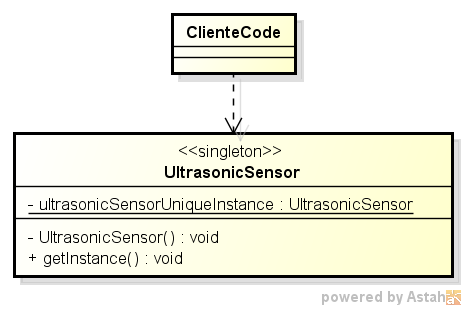 ClienteCode
<<singleton>>
UltrasonicSensor
- ultrasonicSensorUniqueInstance : UltrasonicSensor
- UltrasonicSensor() : void
+ getInstance() : void
powered by Astah